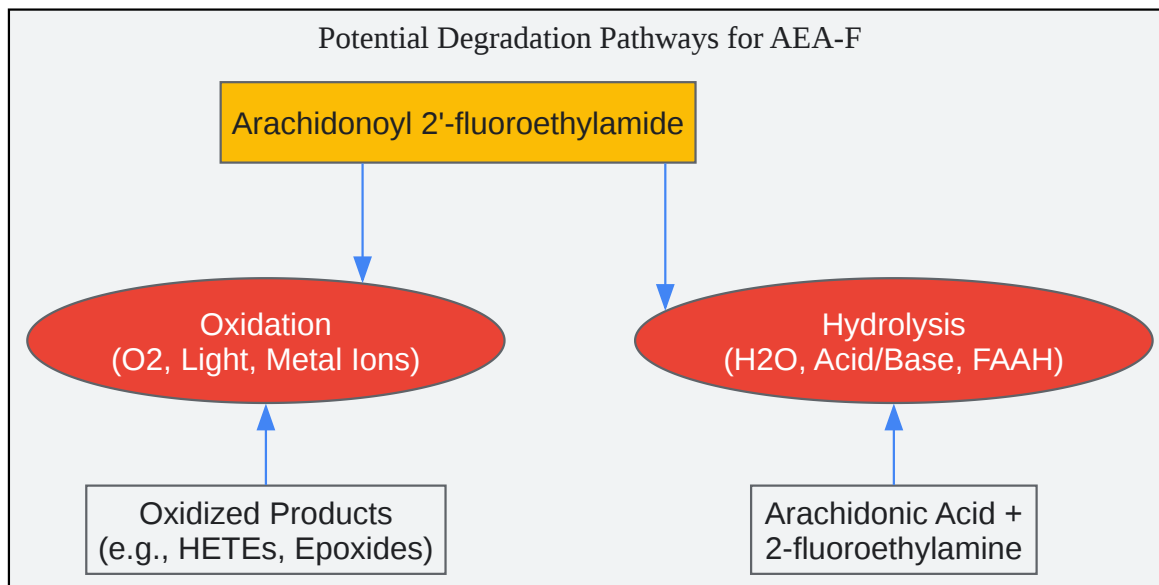 Potential Degradation Pathways for AEA-F
Arachidonoyl 2'-fluoroethylamide
Oxidation
(O2, Light, Metal Ions)
Hydrolysis
(H2O, Acid/Base, FAAH)
Oxidized Products
(e.g., HETEs, Epoxides)
Arachidonic Acid +
2-fluoroethylamine